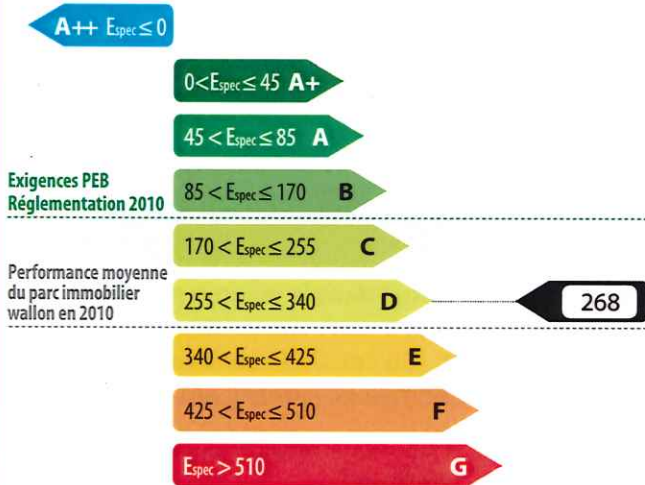 A++ Espec ≤ 0
0 < Espec ≤ 45 A+
45 < Espec ≤ 85 A
Exigences PEB
Réglementation 2010
85 < Espec ≤ 170 B
170 < Espec ≤ 255 C
Performance moyenne
du parc immobilier
wallon en 2010
255 < Espec ≤ 340 D
268
340 < Espec ≤ 425 E
425 < Espec ≤ 510 F
Espec > 510 G